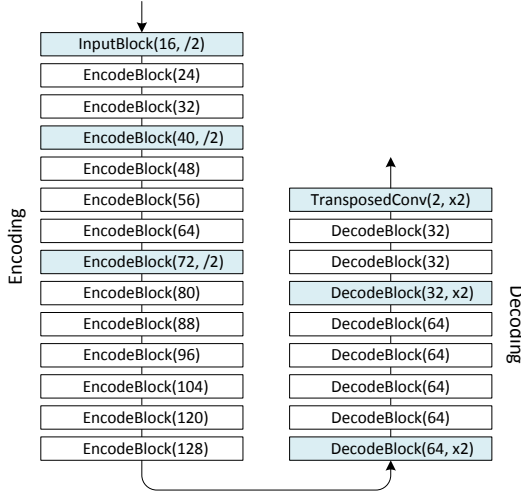 Encoding
InputBlock(16, /2)
EncodeBlock(24)
EncodeBlock(32)
EncodeBlock(40, /2)
EncodeBlock(48)
EncodeBlock(56)
EncodeBlock(64)
EncodeBlock(72, /2)
EncodeBlock(80)
EncodeBlock(88)
EncodeBlock(96)
EncodeBlock(104)
EncodeBlock(120)
EncodeBlock(128)
TransposedConv(2, x2)
DecodeBlock(32)
DecodeBlock(32)
DecodeBlock(32, x2)
DecodeBlock(64)
DecodeBlock(64)
DecodeBlock(64)
DecodeBlock(64)
DecodeBlock(64, x2)
Decoding